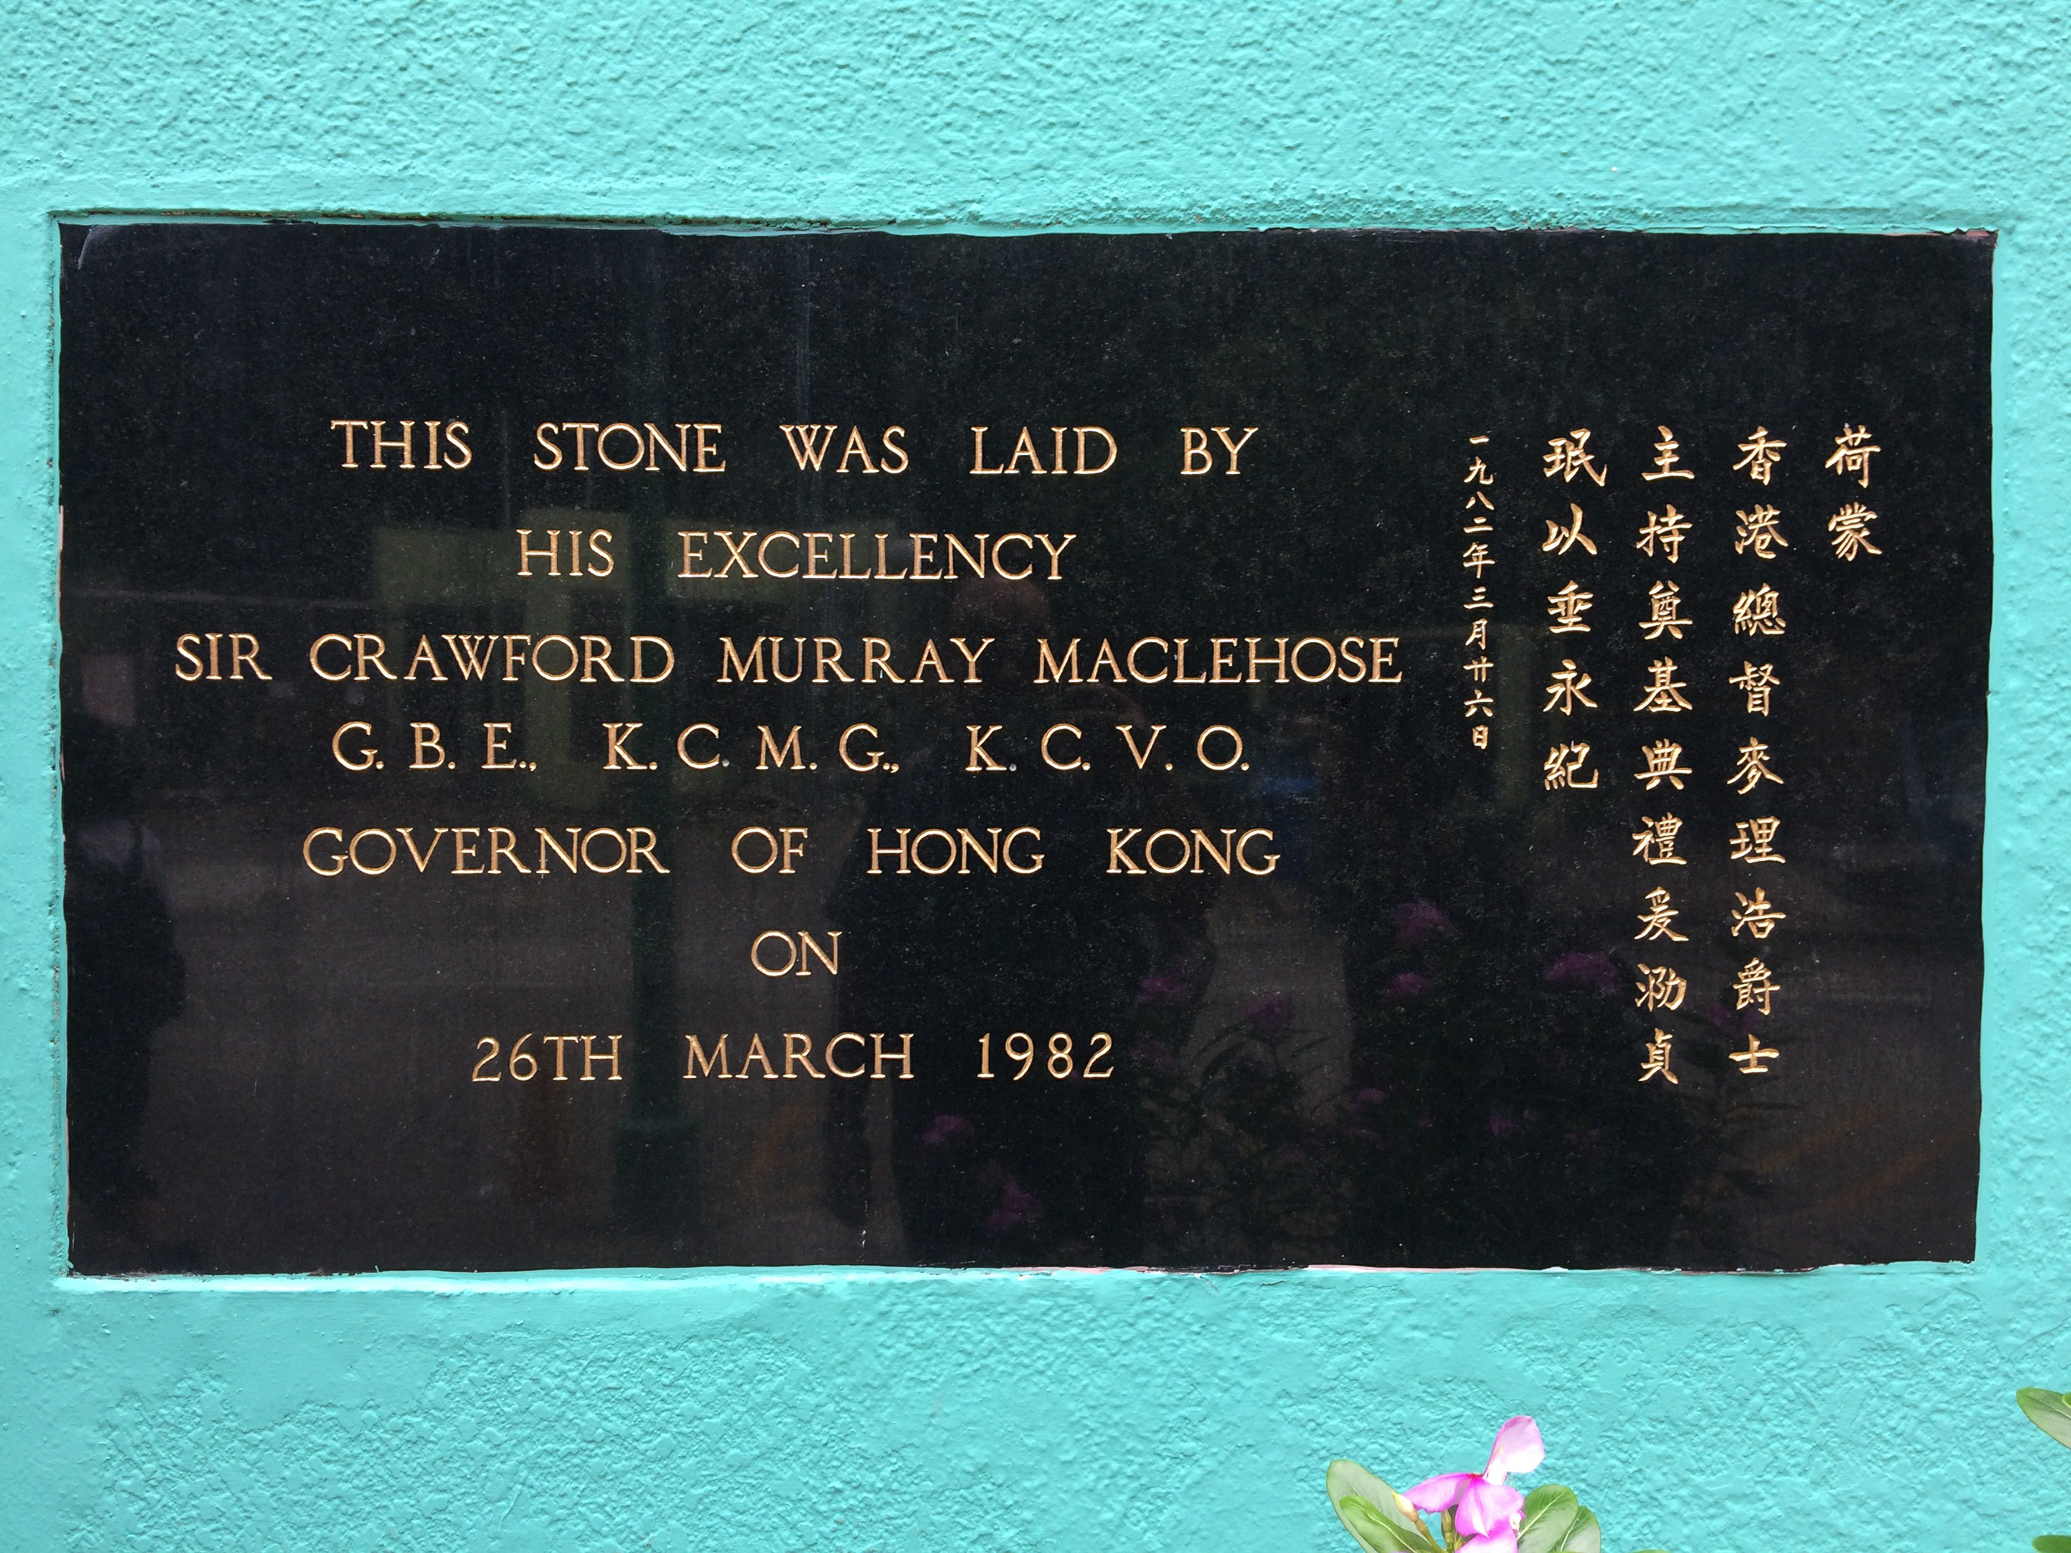 THIS STONE WAS LAID BY
HIS EXCELLENCY
SIR CRAWFORD MURRAY MACLEHOSE
G. B. E., K. C. M. G., K. C. V. O.
GOVERNOR OF HONG KONG
ON
26TH MARCH 1982
荷蒙
香港總督麥理浩爵士
主持奠基典禮爰泐貞
珉以垂永紀
一九八二年三月廿六日